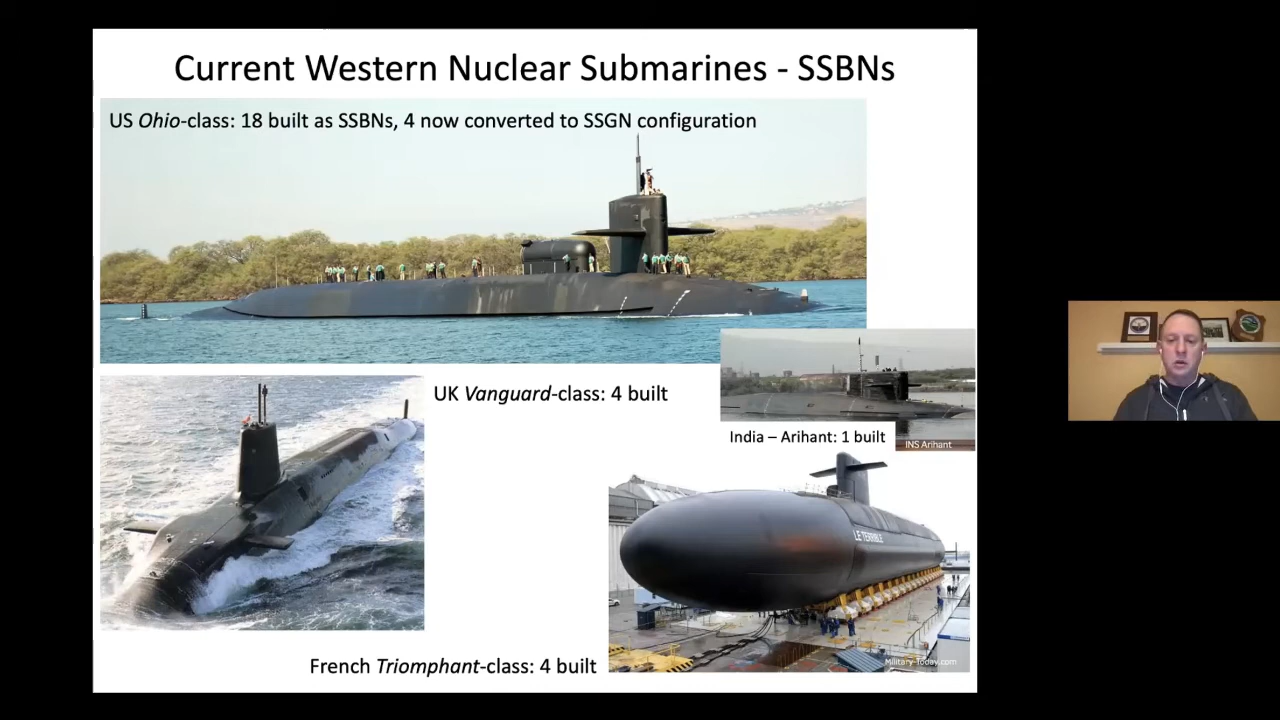 Current Western Nuclear Submarines - SSBNs
US Ohio-class: 18 built as SSBNs, 4 now converted to SSGN configuration
UK Vanguard-class: 4 built
India – Arihant: 1 built
INS Arihant
LE TERRIBLE
French Triomphant-class: 4 built
Military-Today.com